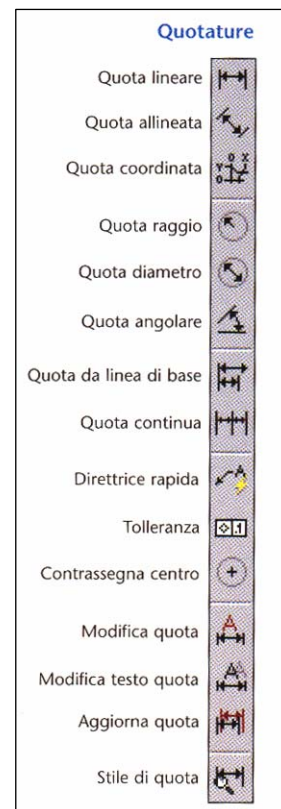 Quotature
Quota lineare
Quota allineata
Quota coordinata
Quota raggio
Quota diametro
Quota angolare
Quota da linea di base
Quota continua
Direttrice rapida
Tolleranza
Contrassegna centro
Modifica quota
Modifica testo quota
Aggiorna quota
Stile di quota